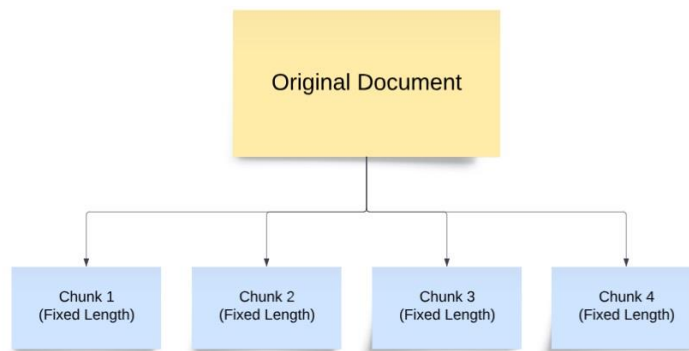 Original Document
Chunk 1
(Fixed Length)
Chunk 2
(Fixed Length)
Chunk 3
(Fixed Length)
Chunk 4
(Fixed Length)